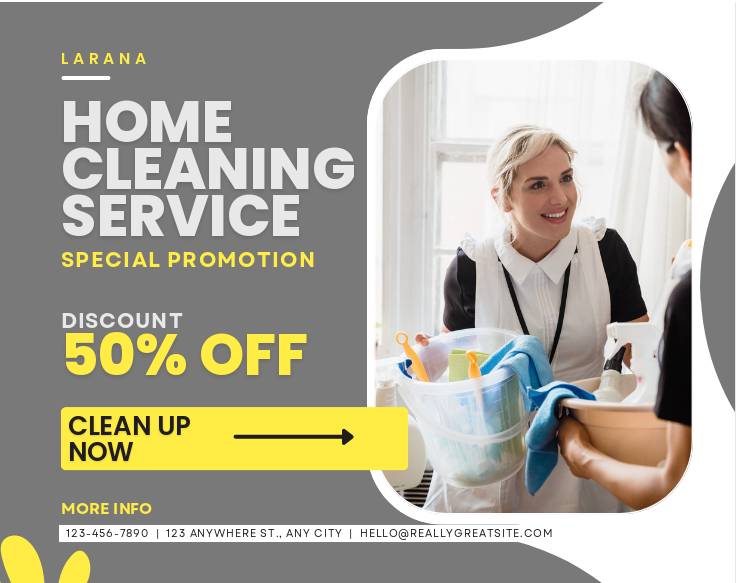 LARANA
HOME
CLEANING
SERVICE
SPECIAL PROMOTION
DISCOUNT
50% OFF
CLEAN UP
NOW
MORE INFO
123-456-7890 | 123 ANYWHERE ST., ANY CITY | HELLO@REALLYGREATSITE.COM